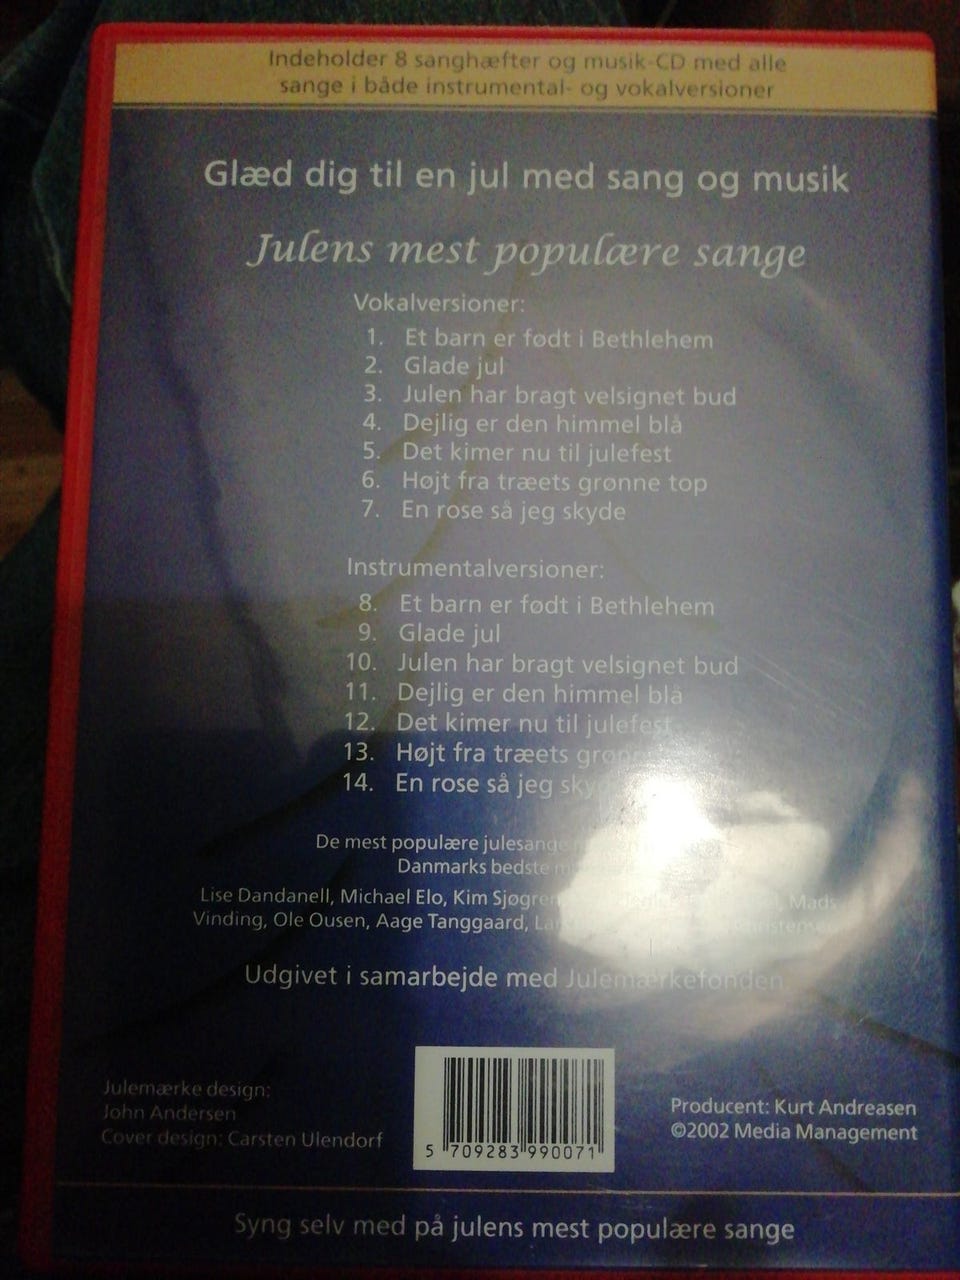 Indeholder 8 sanghæfter og musik-CD med alle
sange i både instrumental- og vokalversioner
Glæd dig til en jul med sang og musik
Julens mest populære sange
Vokalversioner:
1. Et barn er født i Bethlehem
2. Glade jul
3. Julen har bragt velsignet bud
4. Dejlig er den himmel blå
5. Det kimer nu til julefest
6. Højt fra træets grønne top
7. En rose så jeg skyde
Instrumentalversioner:
8. Et barn er født i Bethlehem
9. Glade jul
10. Julen har bragt velsignet bud
11. Dejlig er den himmel blå
12. Det kimer nu til julefest
13. Højt fra træets
14. En rose så jeg
De mest populære
Danmarks bedste
Lise Dandanell, Michael Elo, Kim Sjøgren, Mads
Vinding, Ole Ousen, Aage Tanggaard,
Udgivet i samarbejde med Julemærkefonden
Julemærke design:
John Andersen
Cover design: Carsten Ulendorf
5 709283 990071
Producent: Kurt Andreasen
©2002 Media Management
Syng selv med på julens mest populære sange